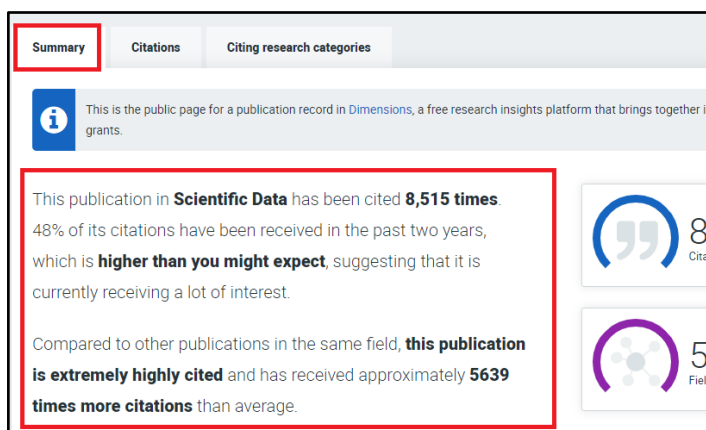 Summary Citations Citing research categories
This is the public page for a publication record in Dimensions, a free research insights platform that brings together
grants.
This publication in Scientific Data has been cited 8,515 times.
48% of its citations have been received in the past two years,
which is higher than you might expect, suggesting that it is
currently receiving a lot of interest.
8
Compared to other publications in the same field, this publication
is extremely highly cited and has received approximately 5639
times more citations than average.
5